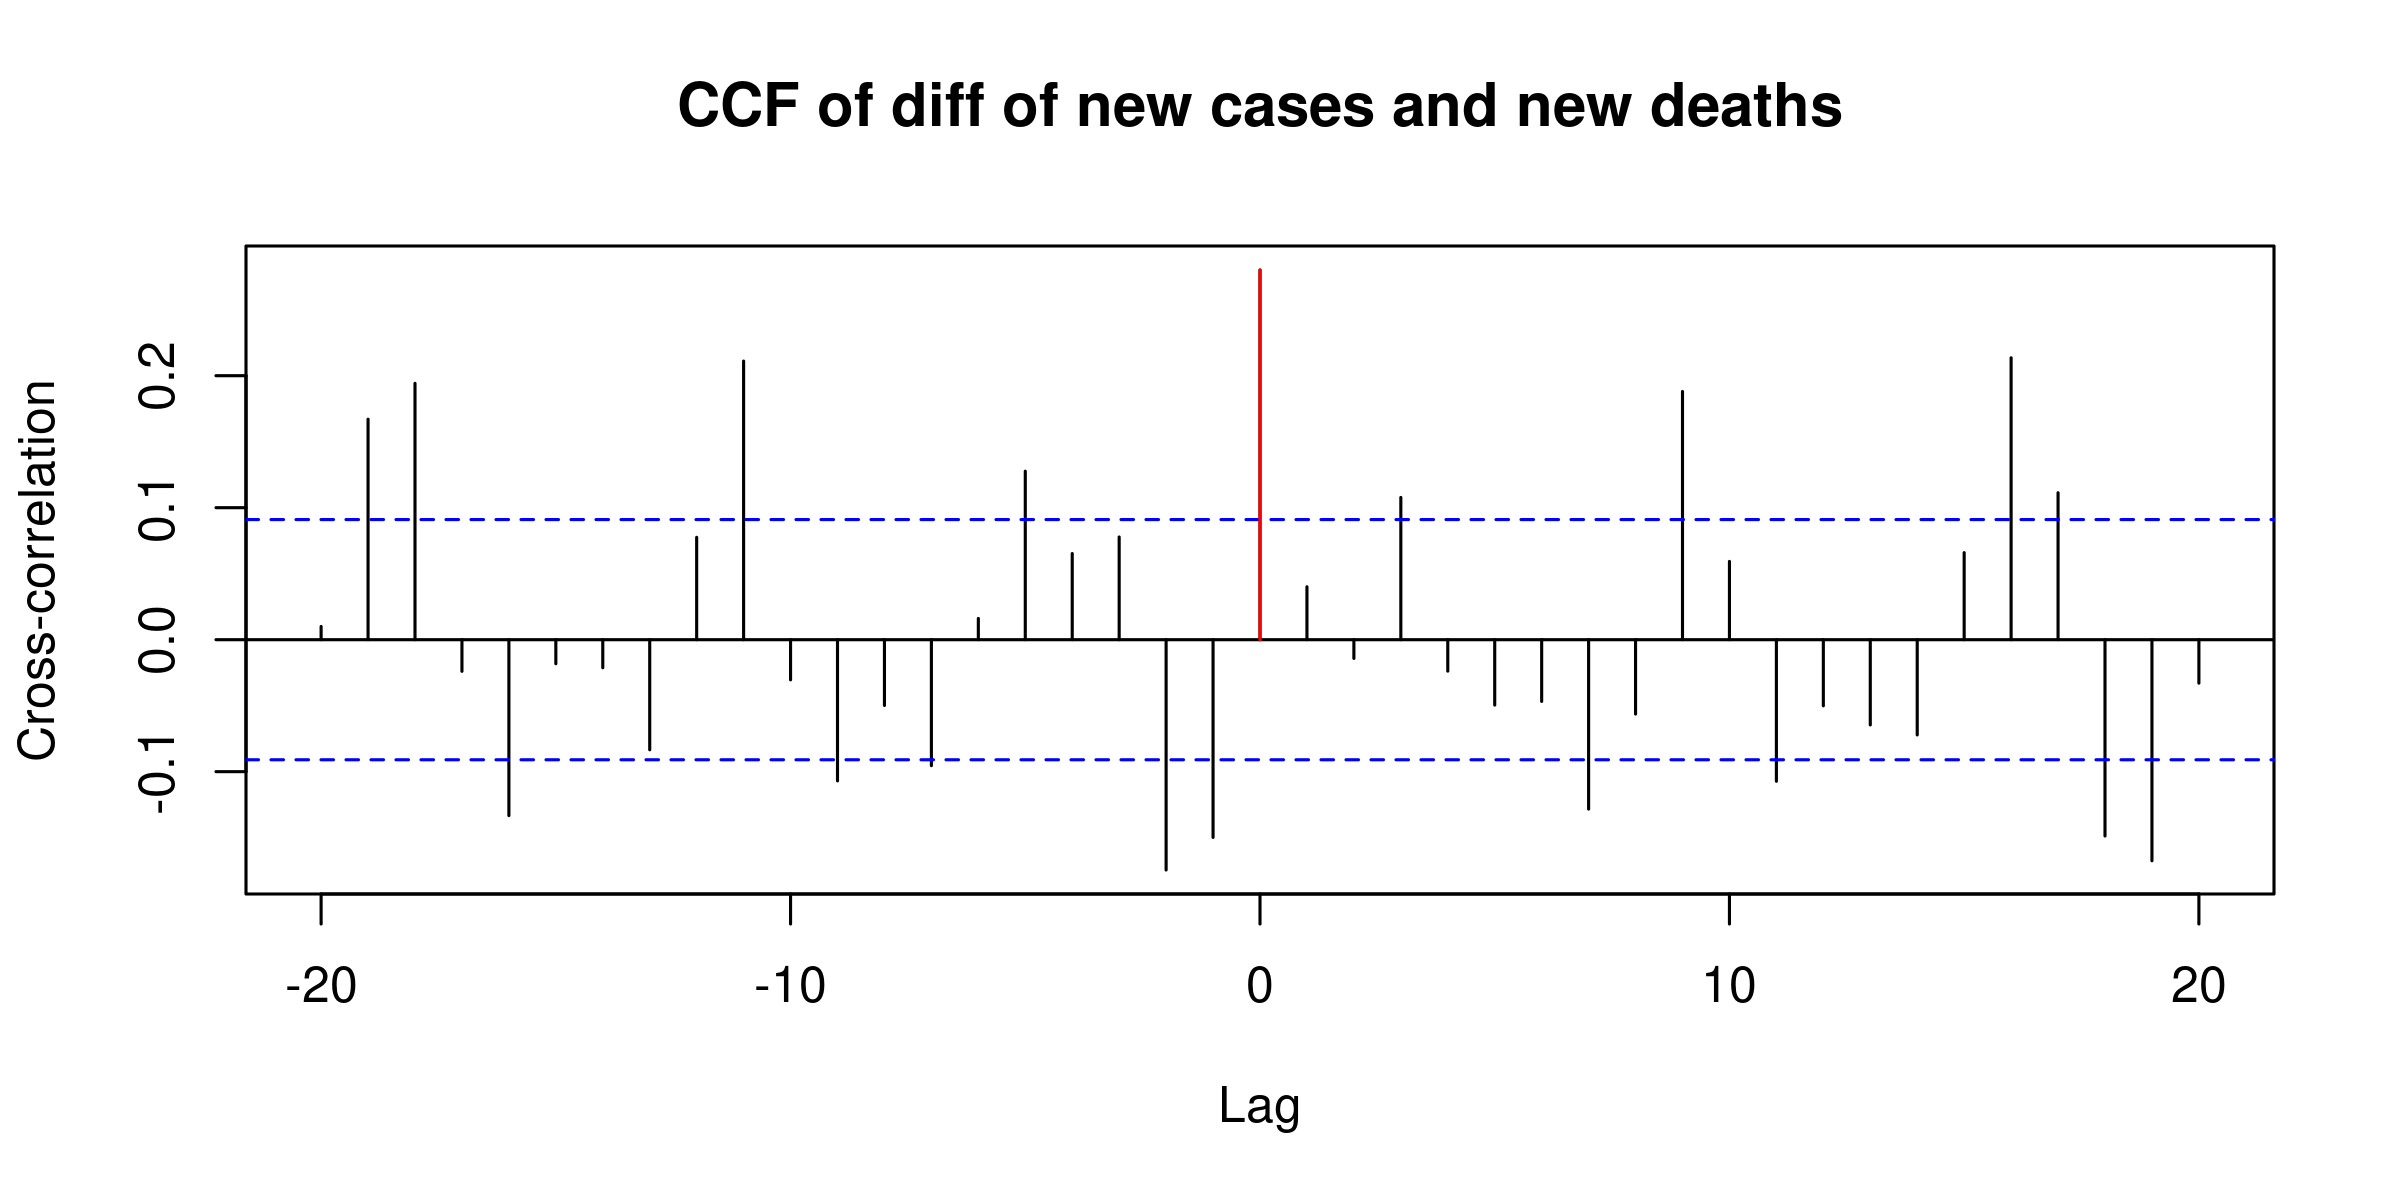 CCF of diff of new cases and new deaths
Cross-correlation
0.2
0.1
0.0
-0.1
-20 -10 0 10 20
Lag